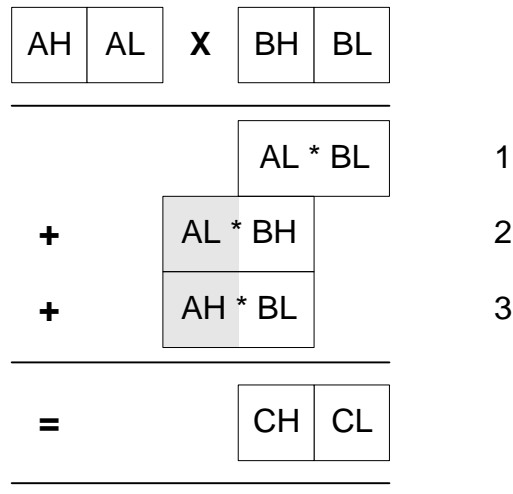 AH AL X BH BL
AL * BL 1
+ AL * BH 2
+ AH * BL 3
= CH CL